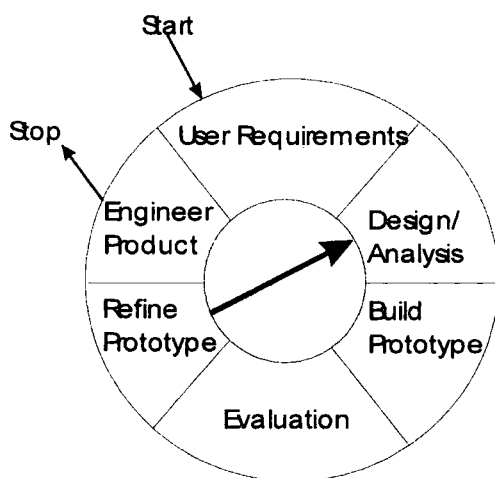 Start
Stop
User Requirements
Engineer
Product
Design/
Analysis
Refine
Prototype
Build
Prototype
Evaluation